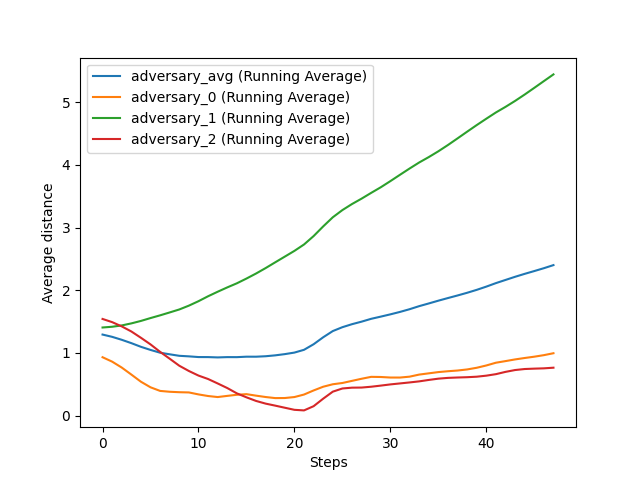 adversary_avg (Running Average)
adversary_0 (Running Average)
adversary_1 (Running Average)
adversary_2 (Running Average)
Average distance
5
4
3
2
1
0
0 10 20 30 40
Steps